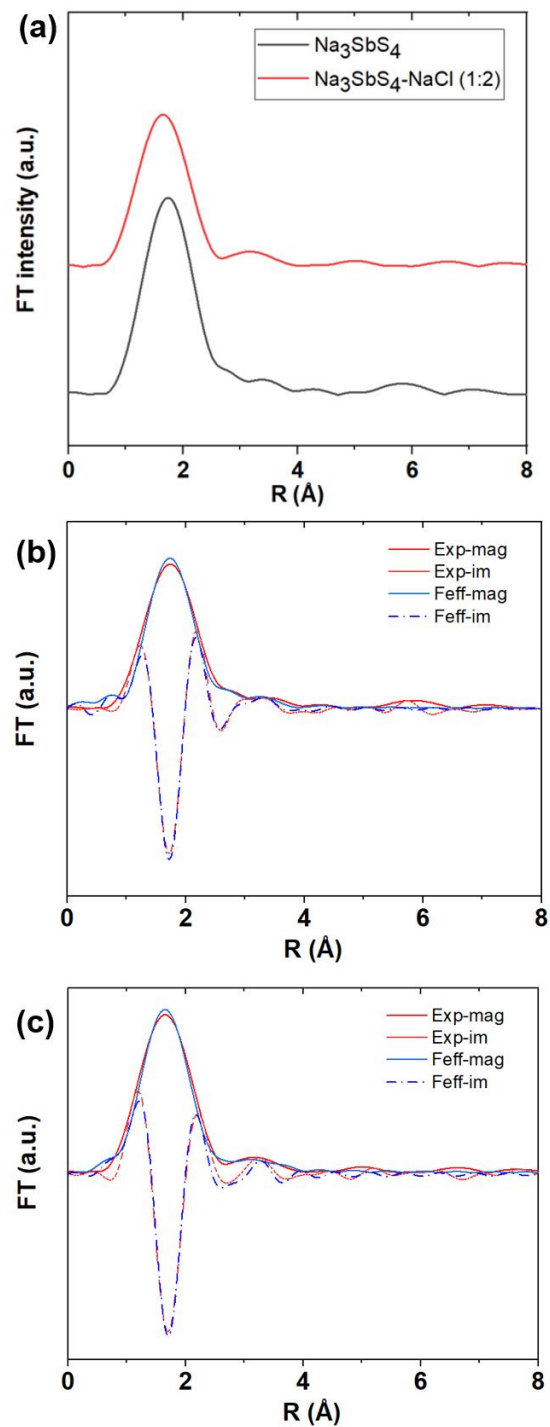 (a)
Na₃SbS₄
Na₃SbS₄-NaCl (1:2)
FT intensity (a.u.)
0 2 4 6 8
R (Å)
(b)
Exp-mag
Exp-im
Feff-mag
Feff-im
FT (a.u.)
0 2 4 6 8
R (Å)
(c)
Exp-mag
Exp-im
Feff-mag
Feff-im
FT (a.u.)
0 2 4 6 8
R (Å)